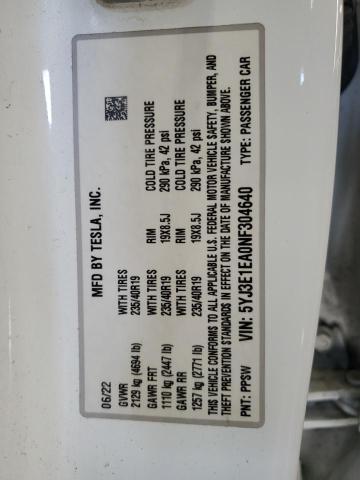 MFD BY TESLA, INC.
06/22
GVWR
2129 kg (4694 lb)
GAWR FRT WITH TIRES RIM COLD TIRE PRESSURE
1110 kg (2447 lb) 235/40R19 19X8.5J 290 kPa, 42 psi
GAWR RR WITH TIRES RIM COLD TIRE PRESSURE
1257 kg (2771 lb) 235/40R19 19X8.5J 290 kPa, 42 psi
THIS VEHICLE CONFORMS TO ALL APPLICABLE U.S. FEDERAL MOTOR VEHICLE SAFETY, BUMPER, AND
THEFT PREVENTION STANDARDS IN EFFECT ON THE DATE OF MANUFACTURE SHOWN ABOVE.
VIN: 5YJ3E1EA0NF304640
PNT: PPSW TYPE: PASSENGER CAR